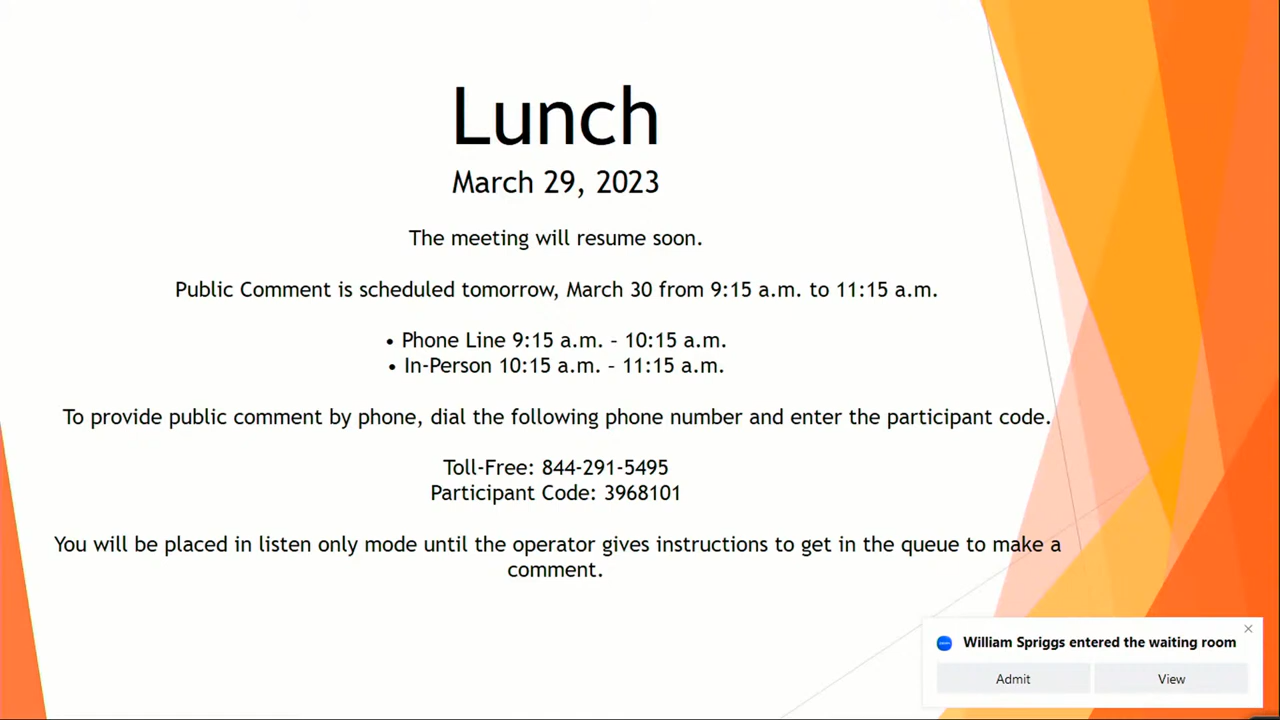 Lunch
March 29, 2023
The meeting will resume soon.
Public Comment is scheduled tomorrow, March 30 from 9:15 a.m. to 11:15 a.m.
• Phone Line 9:15 a.m. – 10:15 a.m.
• In-Person 10:15 a.m. – 11:15 a.m.
To provide public comment by phone, dial the following phone number and enter the participant code.
Toll-Free: 844-291-5495
Participant Code: 3968101
You will be placed in listen only mode until the operator gives instructions to get in the queue to make a
comment.
William Spriggs entered the waiting room
Admit View